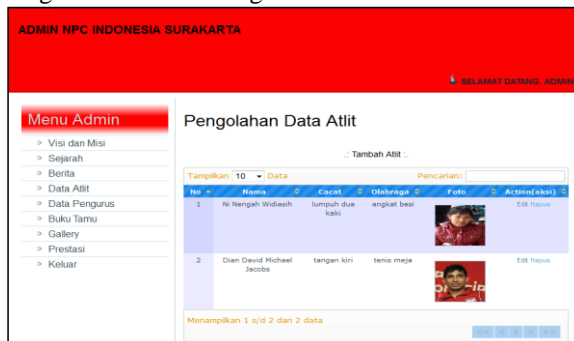 ADMIN NPC INDONESIA SURAKARTA
SELAMAT DATANG, ADMIN
Menu Admin
> Visi dan Misi
> Sejarah
> Berita
> Data Atlit
> Data Pengurus
> Buku Tamu
> Gallery
> Prestasi
> Keluar
Pengolahan Data Atlit
.: Tambah Atlit :.
Tampilkan 10 Data Pencarian:
No Nama Cacat Olahraga Foto Action(aksi)
1 Ni Nengah Widiasih lumpuh dua kaki angkat besi Edit Hapus
2 Dian David Michael Jacobs tangan kiri tenis meja Edit Hapus
Menampilkan 1 s/d 2 dari 2 data
<< < 1 > >>